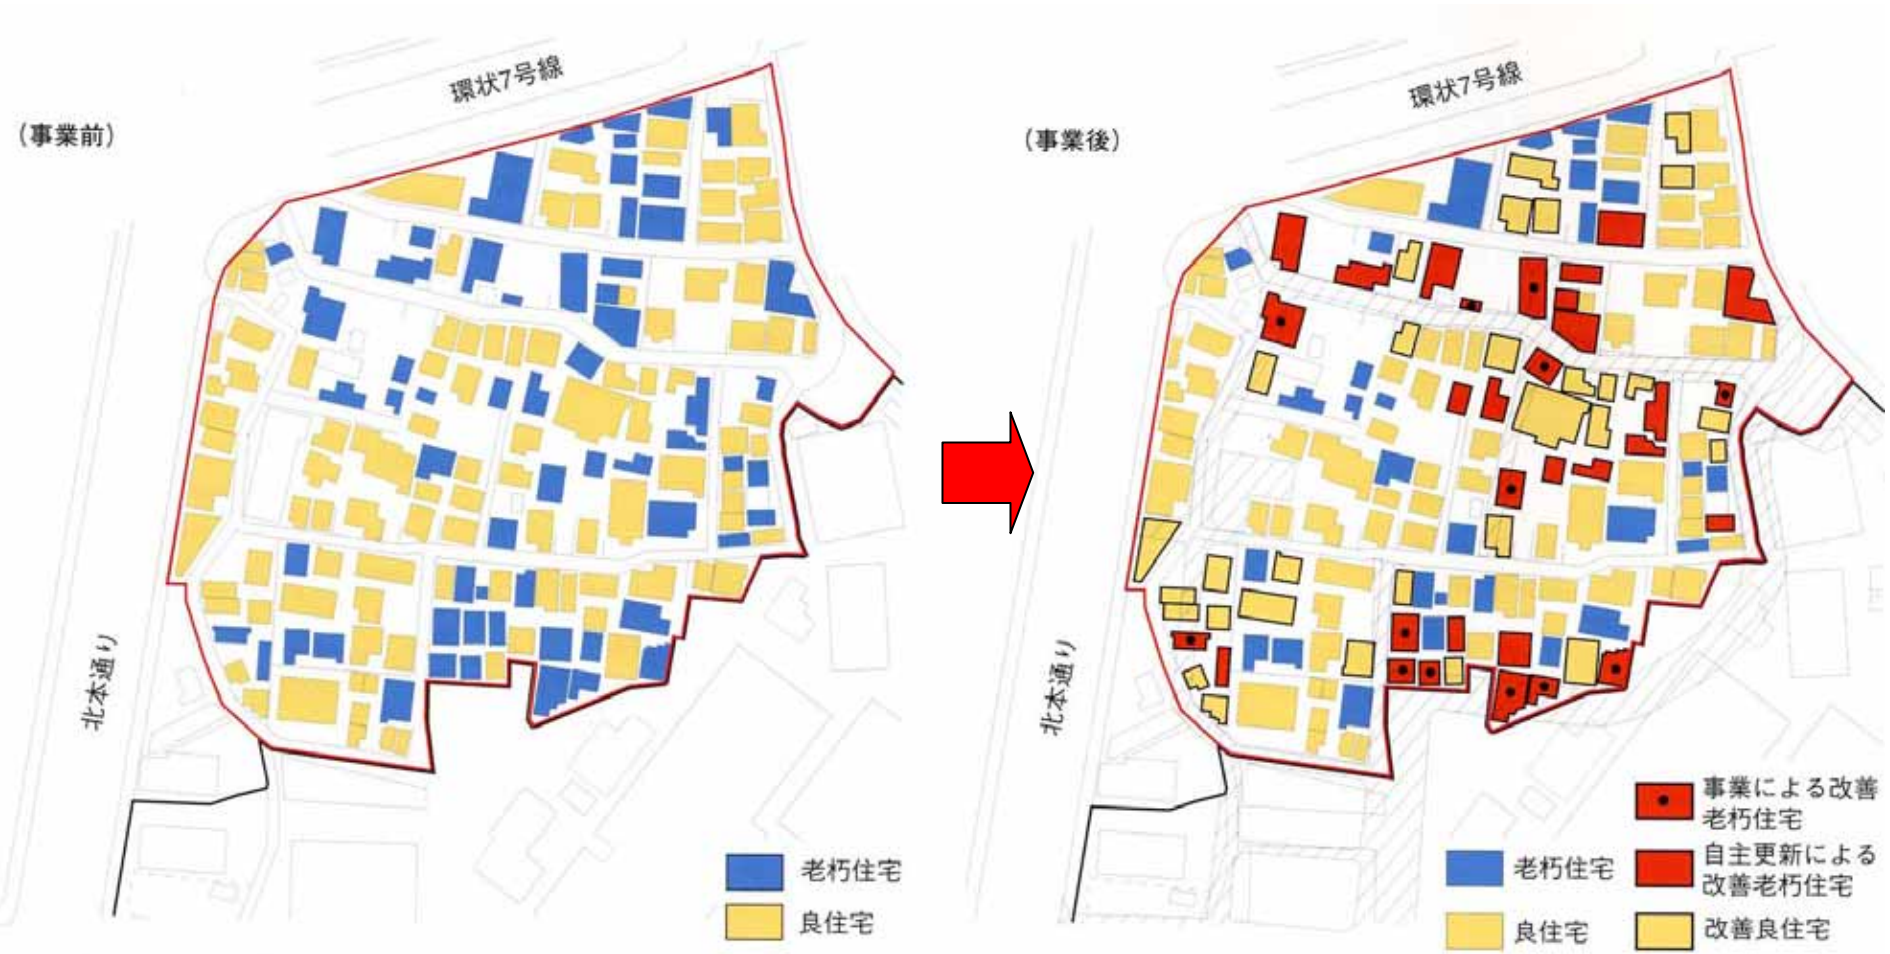 （事業前）
環状7号線
北本通り
老朽住宅
良住宅
（事業後）
環状7号線
北本通り
老朽住宅
良住宅
事業による改善
老朽住宅
自主更新による
改善老朽住宅
改善良住宅